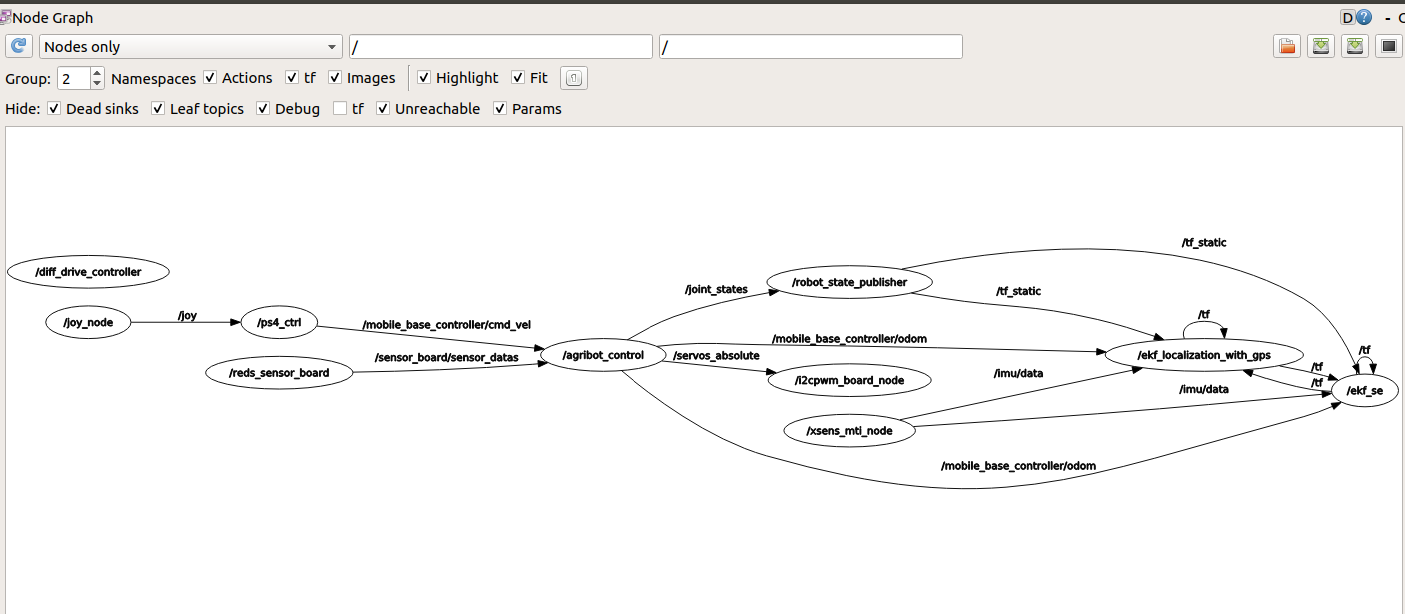 Node Graph
D ? - C
Nodes only / /
Group: 2 Namespaces Actions tf Images Highlight Fit
Hide: Dead sinks Leaf topics Debug tf Unreachable Params
/tf_static
/diff_drive_controller
/robot_state_publisher
/joint_states
/tf_static
/joy_node
/joy
/ps4_ctrl
/tf
/mobile_base_controller/cmd_vel
/mobile_base_controller/odom
/tf
/sensor_board/sensor_datas
/agribot_control
/servos_absolute
/ekf_localization_with_gps
/reds_sensor_board
/i2cpwm_board_node
/imu/data
/tf
/tf
/imu/data
/ekf_se
/xsens_mti_node
/mobile_base_controller/odom